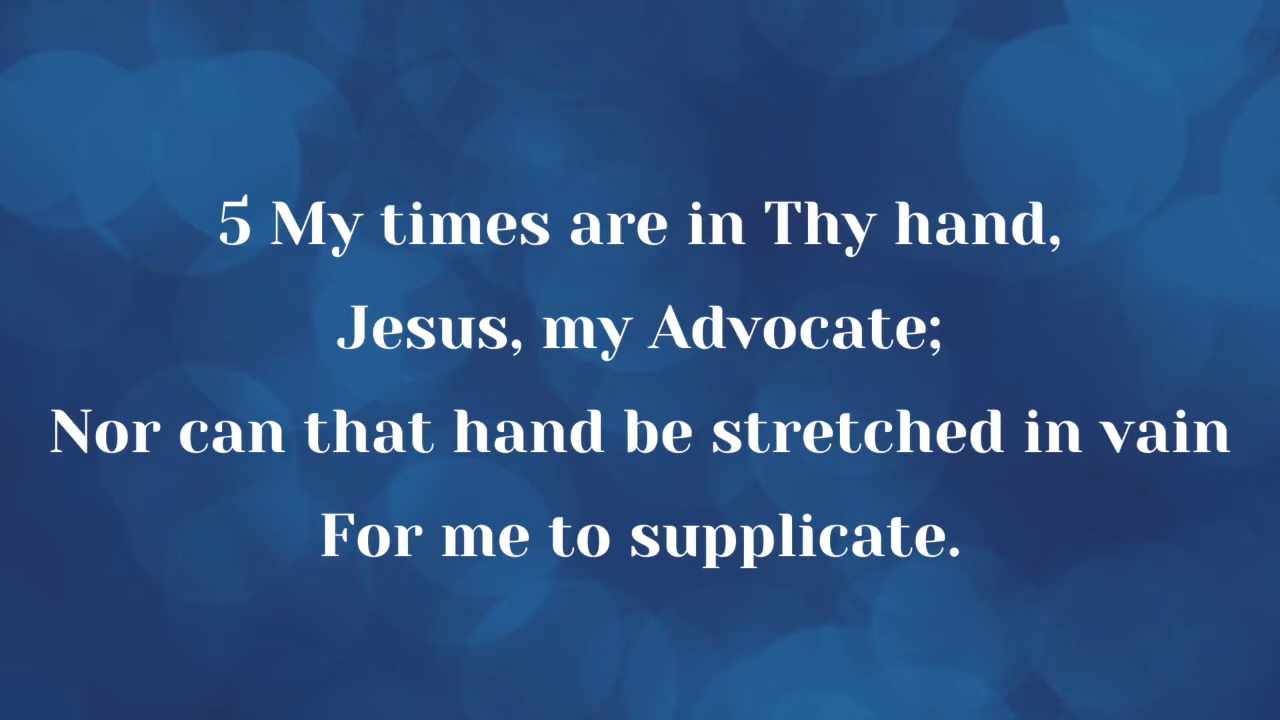 5 My times are in Thy hand,
Jesus, my Advocate;
Nor can that hand be stretched in vain
For me to supplicate.